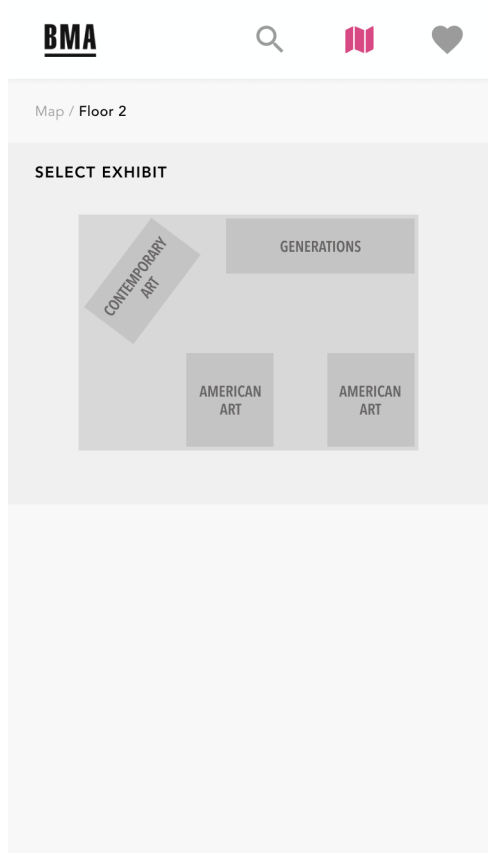 BMA
Map / Floor 2
SELECT EXHIBIT
CONTEMPORARY
ART
GENERATIONS
AMERICAN
ART
AMERICAN
ART